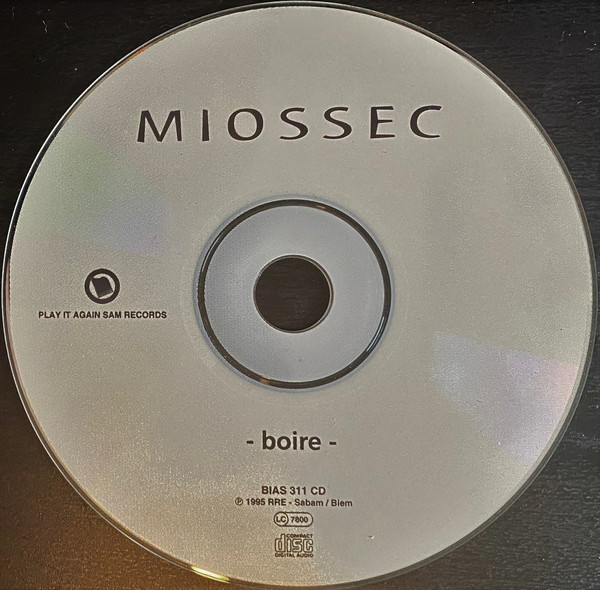 MIOSSEC
PLAY IT AGAIN SAM RECORDS
- boire -
BIAS 311 CD
℗ 1995 RRE - Sabam / Biem
LC 7800
COMPACT
disc
DIGITAL AUDIO